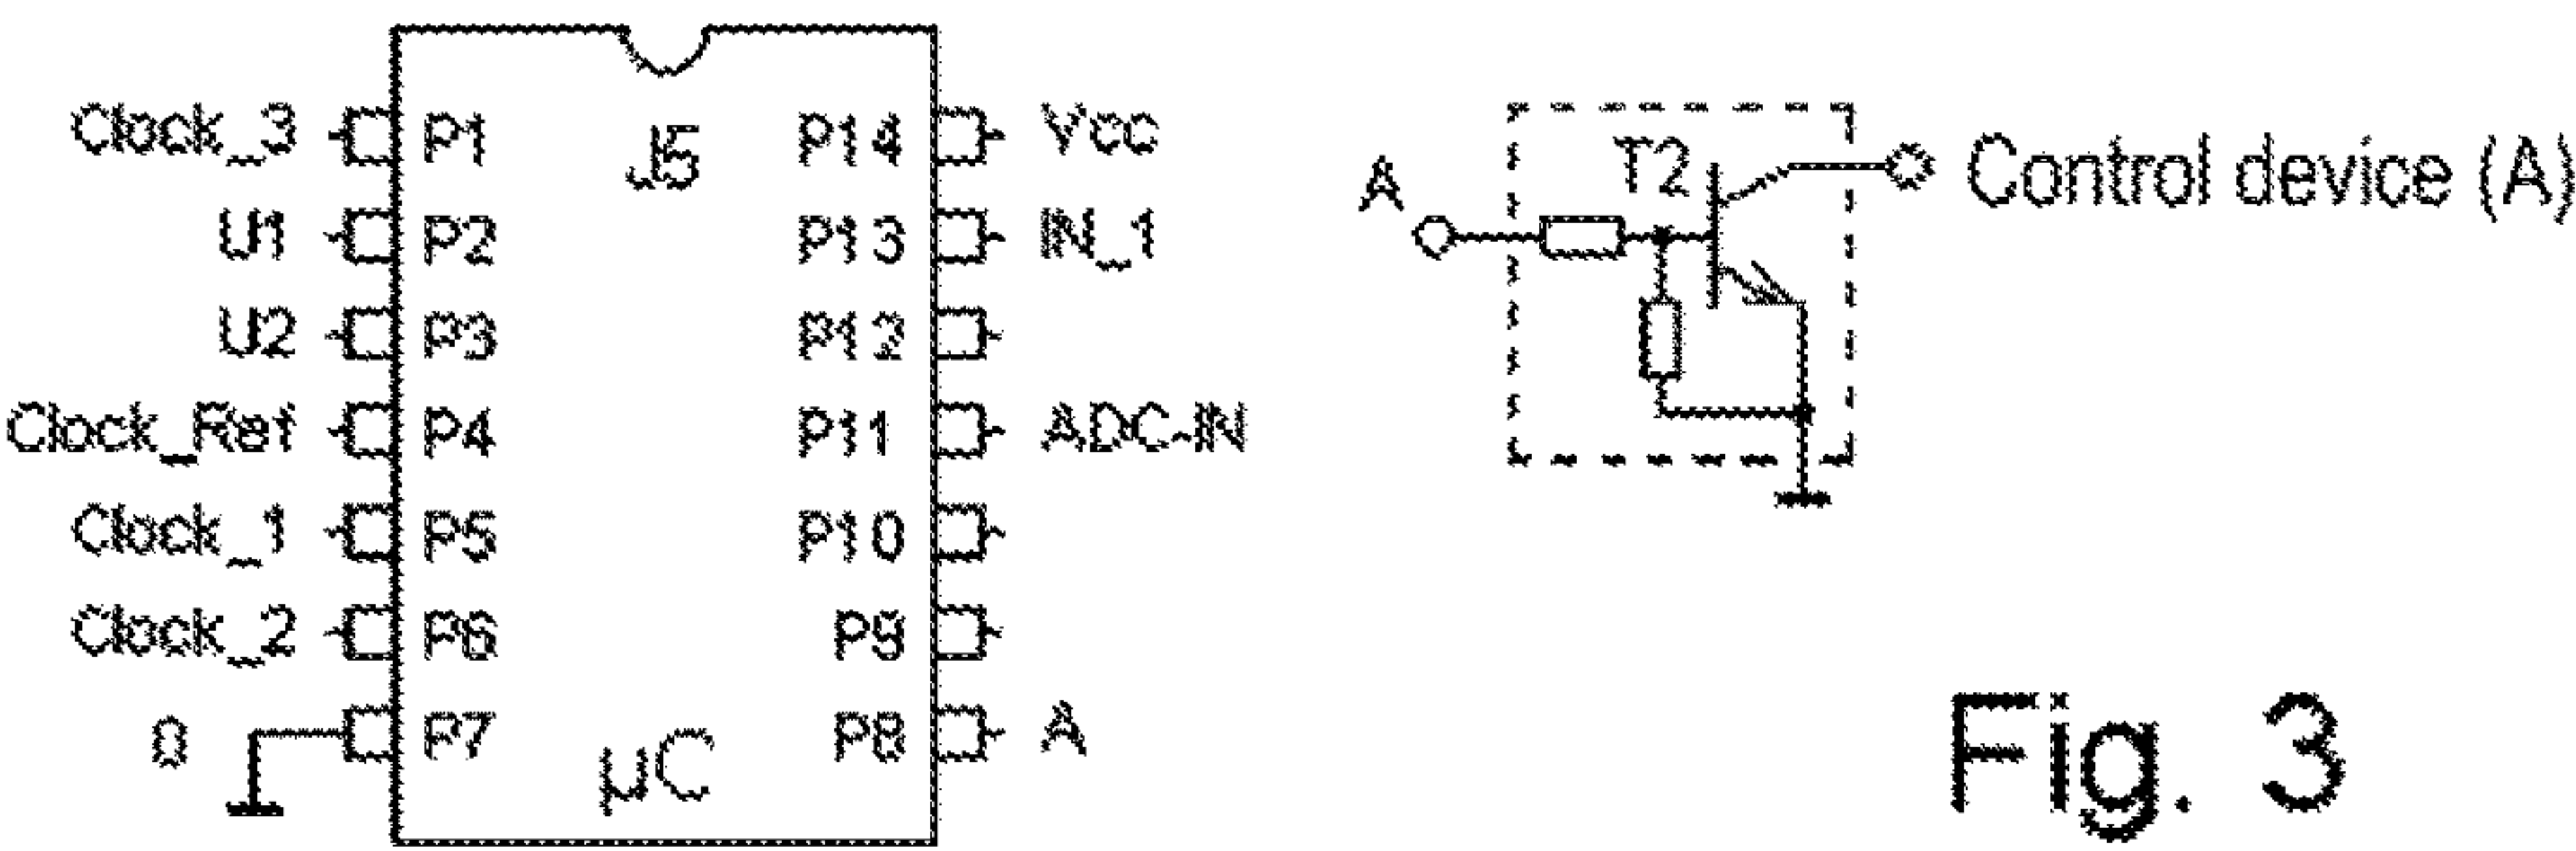 Clock_3 P1 J5 P14 Vcc
U1 P2 P13 IN_1
U2 P3 P12
Clock_Ref P4 P11 ADC-IN
Clock_1 P5 P10
Clock_2 P6 P9
0 P7 µC P8 A
A T2 Control device (A)
Fig. 3